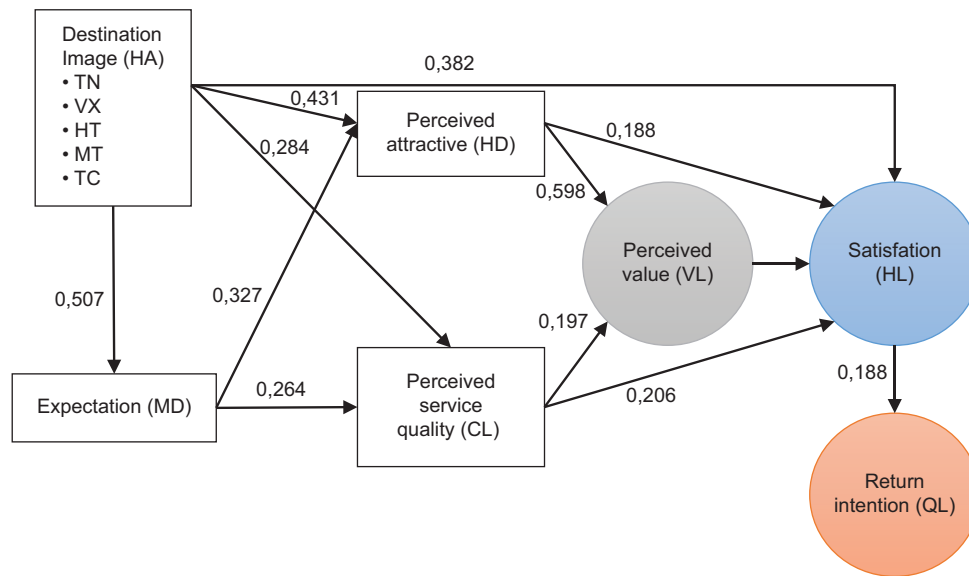 Destination
Image (HA)
• TN
• VX
• HT
• MT
• TC
0,382
0,431
Perceived
attractive (HD)
0,188
0,284
0,598
Perceived
value (VL)
Satisfation
(HL)
0,507
0,327
0,197
Expectation (MD)
0,264
Perceived
service
quality (CL)
0,206
0,188
Return
intention (QL)